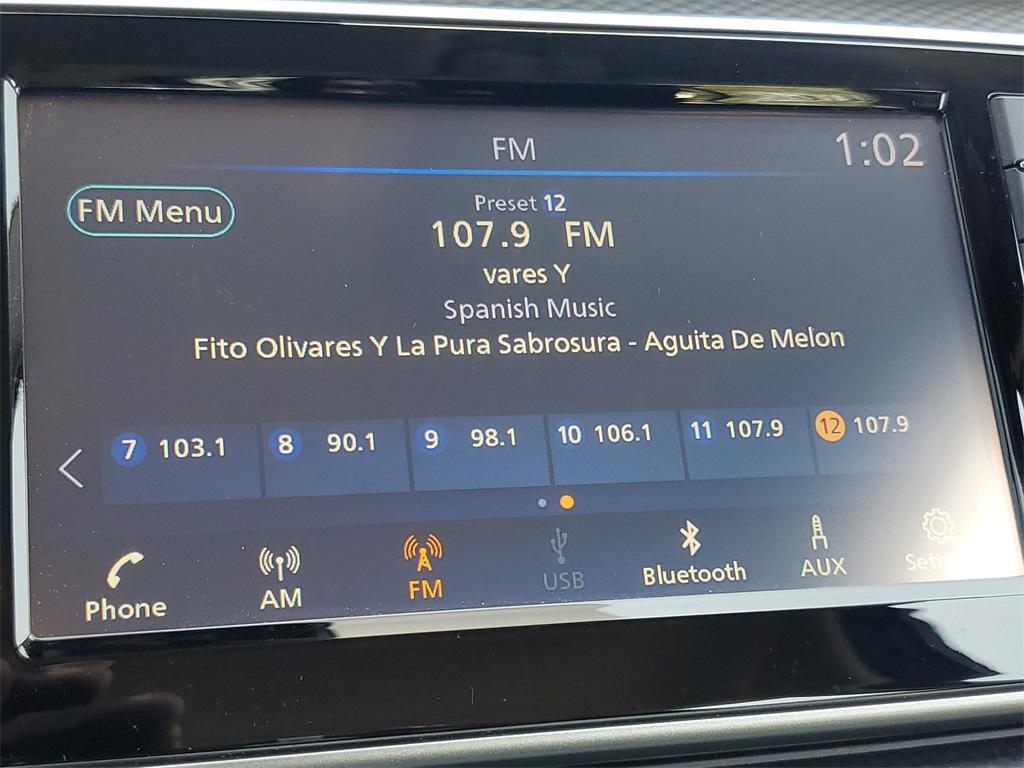 FM
1:02
FM Menu
Preset 12
107.9 FM
vares Y
Spanish Music
Fito Olivares Y La Pura Sabrosura - Aguita De Melon
7 103.1 8 90.1 9 98.1 10 106.1 11 107.9 12 107.9
Phone AM FM USB Bluetooth AUX